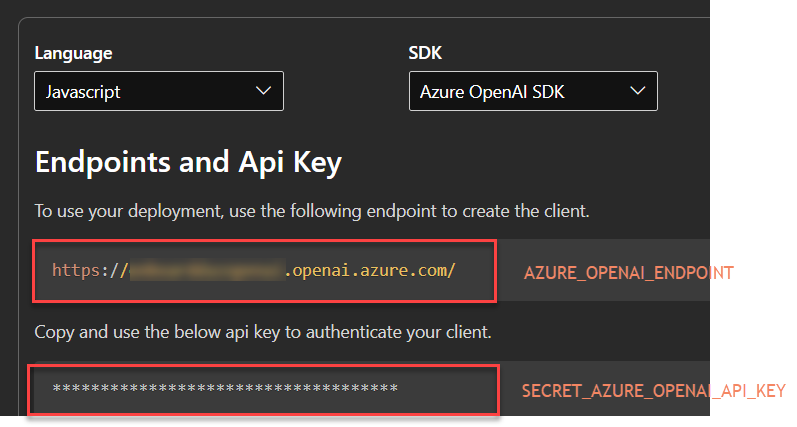 Language SDK
Javascript Azure OpenAI SDK
Endpoints and Api Key
To use your deployment, use the following endpoint to create the client.
https:// .openai.azure.com/ AZURE_OPENAI_ENDPOINT
Copy and use the below api key to authenticate your client.
************************************ SECRET_AZURE_OPENAI_API_KEY